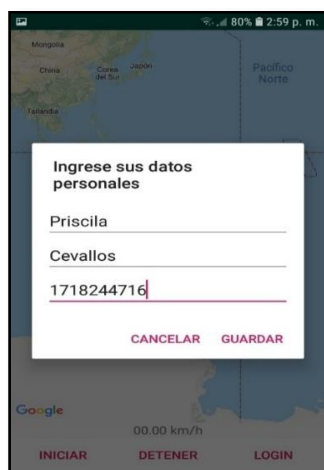 80% 2:59 p. m.
Mongolia
China
Corea del Sur
Japón
Pacífico
Norte
Tailandia
Ingrese sus datos
personales
Priscila
Cevallos
1718244716
CANCELAR GUARDAR
Google
00.00 km/h
INICIAR DETENER LOGIN